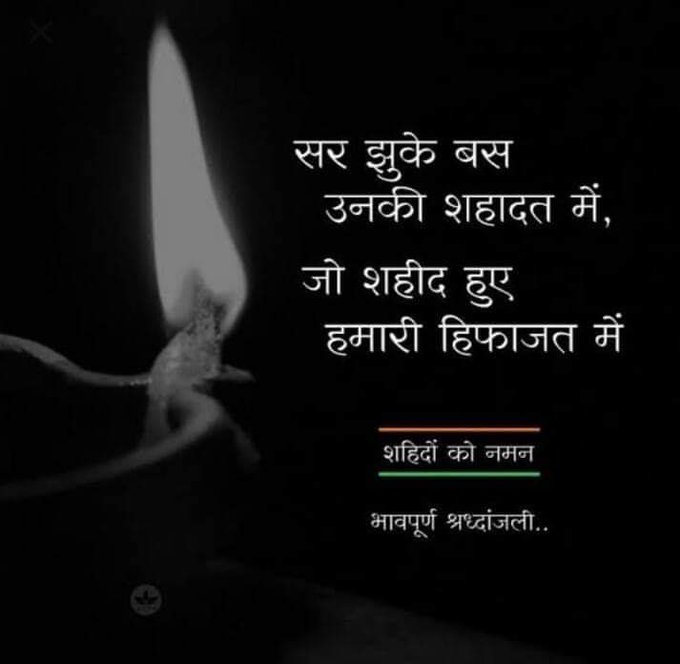 सर झुके बस
उनकी शहादत में,
जो शहीद हुए
हमारी हिफाजत में
शहिदों को नमन
भावपूर्ण श्रध्दांजली..